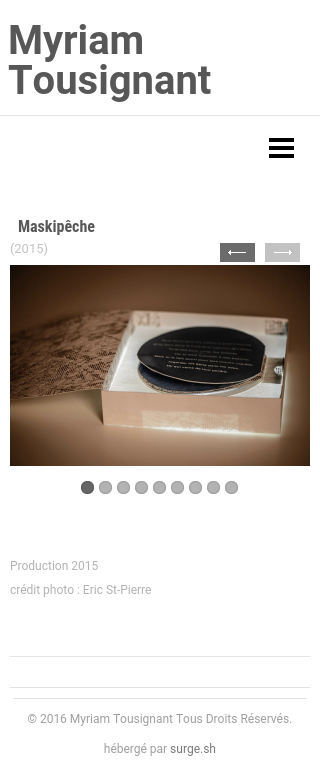 Myriam
Tousignant
Maskipêche
(2015)
Production 2015
crédit photo : Eric St-Pierre
© 2016 Myriam Tousignant Tous Droits Réservés.
hébergé par surge.sh